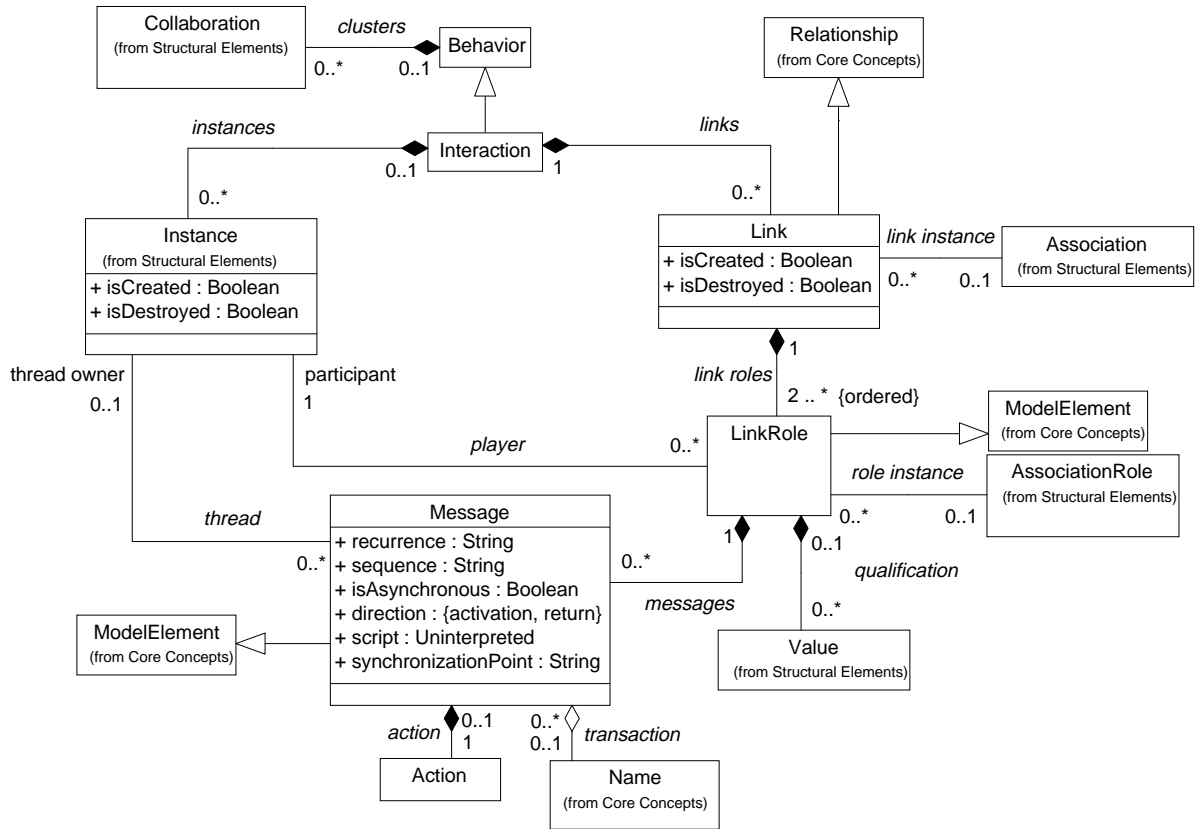 Collaboration
(from Structural Elements)
clusters
0..*
0..1
Behavior
Relationship
(from Core Concepts)
instances
0..1
Interaction
1
links
0..*
0..*
Instance
(from Structural Elements)
+ isCreated : Boolean
+ isDestroyed : Boolean
Link
+ isCreated : Boolean
+ isDestroyed : Boolean
link instance
0..*
0..1
Association
(from Structural Elements)
thread owner
0..1
participant
1
1
link roles
2 .. *
{ordered}
player
0..*
LinkRole
ModelElement
(from Core Concepts)
role instance
0..*
0..1
AssociationRole
(from Structural Elements)
thread
0..*
Message
+ recurrence : String
+ sequence : String
+ isAsynchronous : Boolean
+ direction : {activation, return}
+ script : Uninterpreted
+ synchronizationPoint : String
0..*
1
messages
0..1
qualification
0..*
Value
(from Structural Elements)
ModelElement
(from Core Concepts)
action
0..1
1
0..*
0..1
transaction
Action
Name
(from Core Concepts)